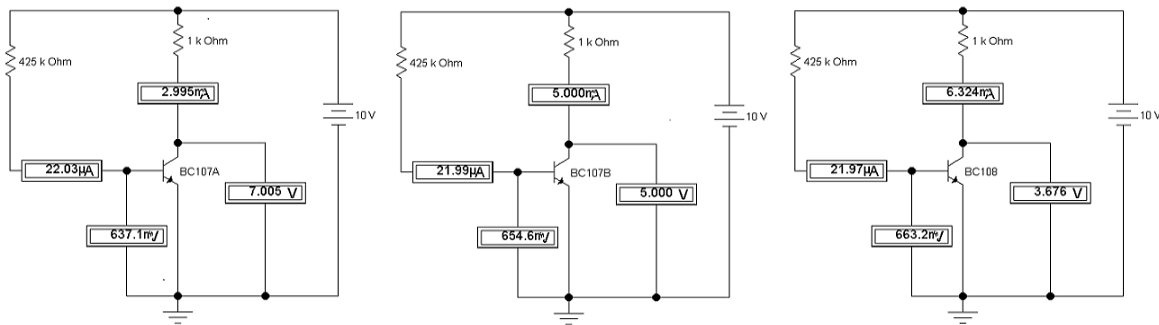 1 k Ohm
425 k Ohm
2.995mA
10 V
22.03µA
BC107A
7.005 V
637.1mV
1 k Ohm
425 k Ohm
5.000mA
10 V
21.99µA
BC107B
5.000 V
654.6mV
1 k Ohm
425 k Ohm
6.324mA
10 V
21.97µA
BC108
3.676 V
663.2mV